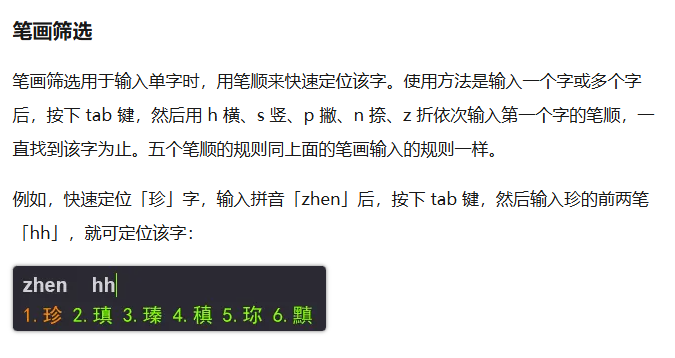 笔画筛选
笔画筛选用于输入单字时，用笔顺来快速定位该字。使用方法是输入一个字或多个字
后，按下 tab 键，然后用 h 横、s 竖、p 撇、n 捺、z 折依次输入第一个字的笔顺，一
直找到该字为止。五个笔顺的规则同上面的笔画输入的规则一样。
例如，快速定位「珍」字，输入拼音「zhen」后，按下 tab 键，然后输入珍的前两笔
「hh」，就可定位该字：
zhen hh
1.珍 2.瑱 3.瑧 4.稹 5.珎 6.黰